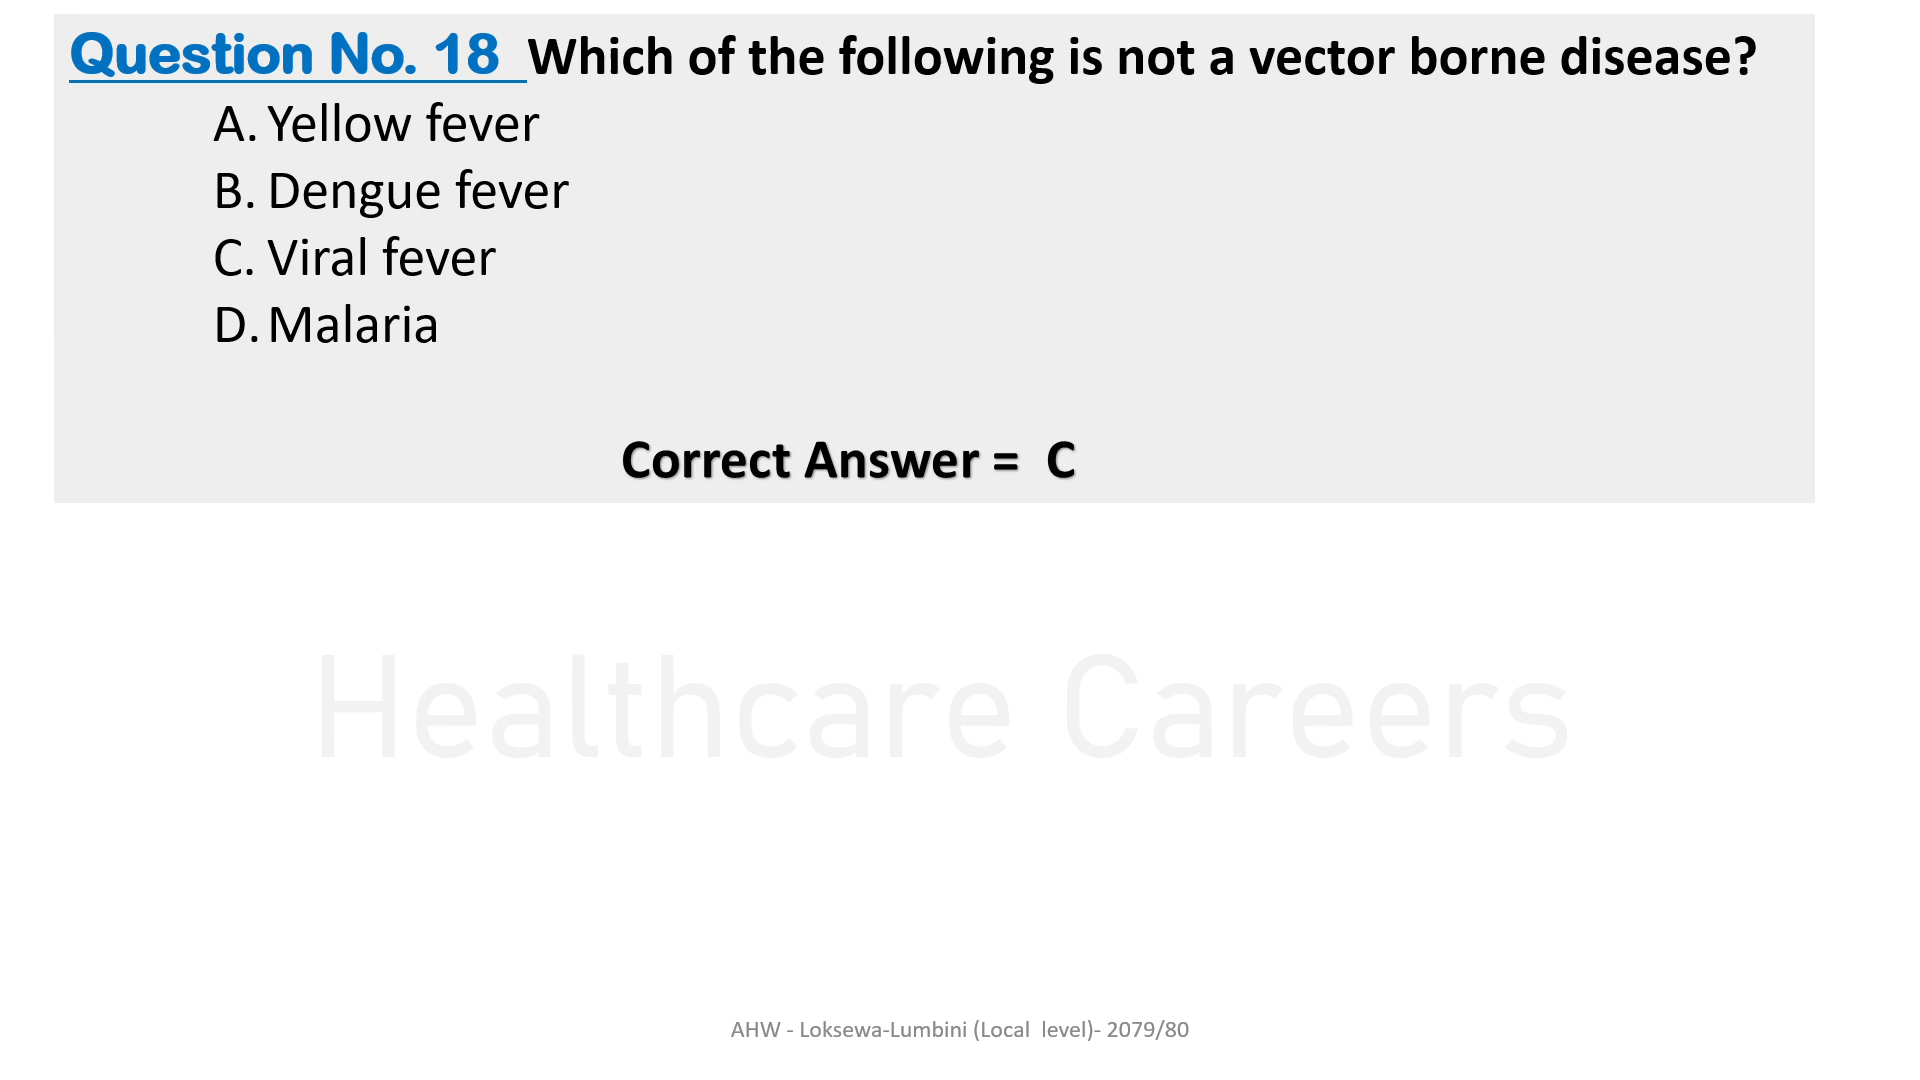 Question No. 18 Which of the following is not a vector borne disease?
A. Yellow fever
B. Dengue fever
C. Viral fever
D. Malaria
Correct Answer = C
Healthcare Careers
AHW - Loksewa-Lumbini (Local level)- 2079/80